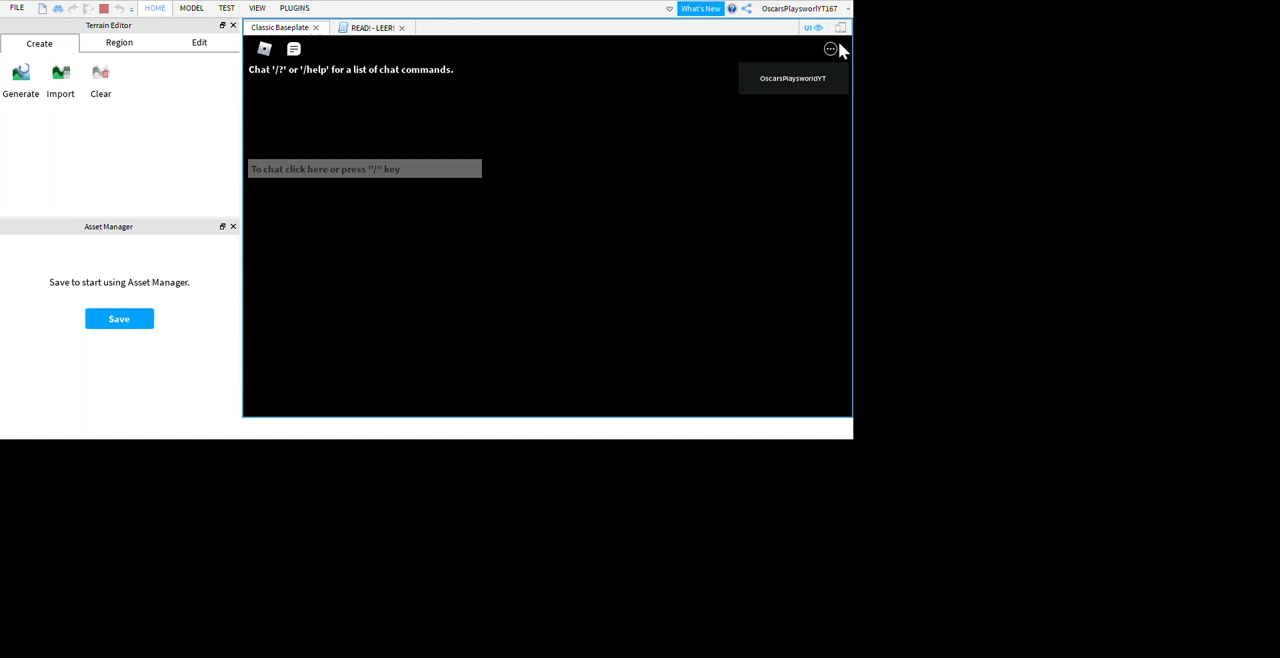 FILE HOME MODEL TEST VIEW PLUGINS What's New OscarsPlaysworlYT167
Terrain Editor
Classic Baseplate READ! - LEER! UI
Create Region Edit
Generate Import Clear
Chat '/?' or '/help' for a list of chat commands.
OscarsPlaysworldYT
To chat click here or press "/" key
Asset Manager
Save to start using Asset Manager.
Save